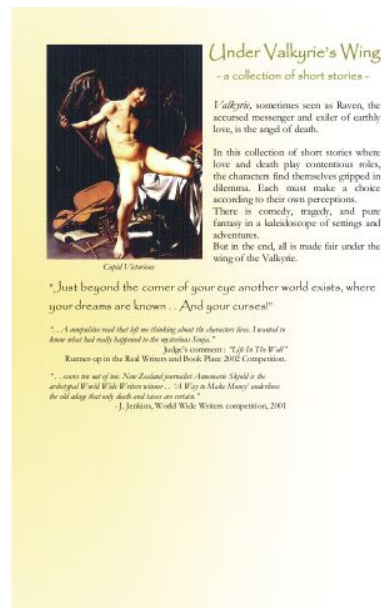 Under Valkyrie's Wing
- a collection of short stories -
Valkyrie, sometimes seen as Raven, the
accursed messenger and exiler of earthly
love, is the angel of death.
In this collection of short stories where
love and death play contentious roles,
the characters find themselves gripped in
dilemma. Each must make a choice
according to their own perceptions.
There is comedy, tragedy, and pure
fantasy in a kaleidoscope of settings and
adventures.
But in the end, all is made fair under the
wing of the Valkyrie.
Cupid Victorious
"Just beyond the corner of your eye another world exists, where
your dreams are known . . And your curses!"
". . A compulsive read that left me thinking about the characters lives. I wanted to
know what had really happened to the mysterious Sonja."
Judge's comment : "Life In The Wall"
Runner-up in the Real Writers and Book Place 2002 Competition.
" . . scores ten out of ten. New Zealand journalist Annemarie Skjold is the
archetypal World Wide Writers winner . . 'A Way to Make Money' underlines
the old adage that only death and taxes are certain."
- J. Jenkins, World Wide Writers competition, 2001